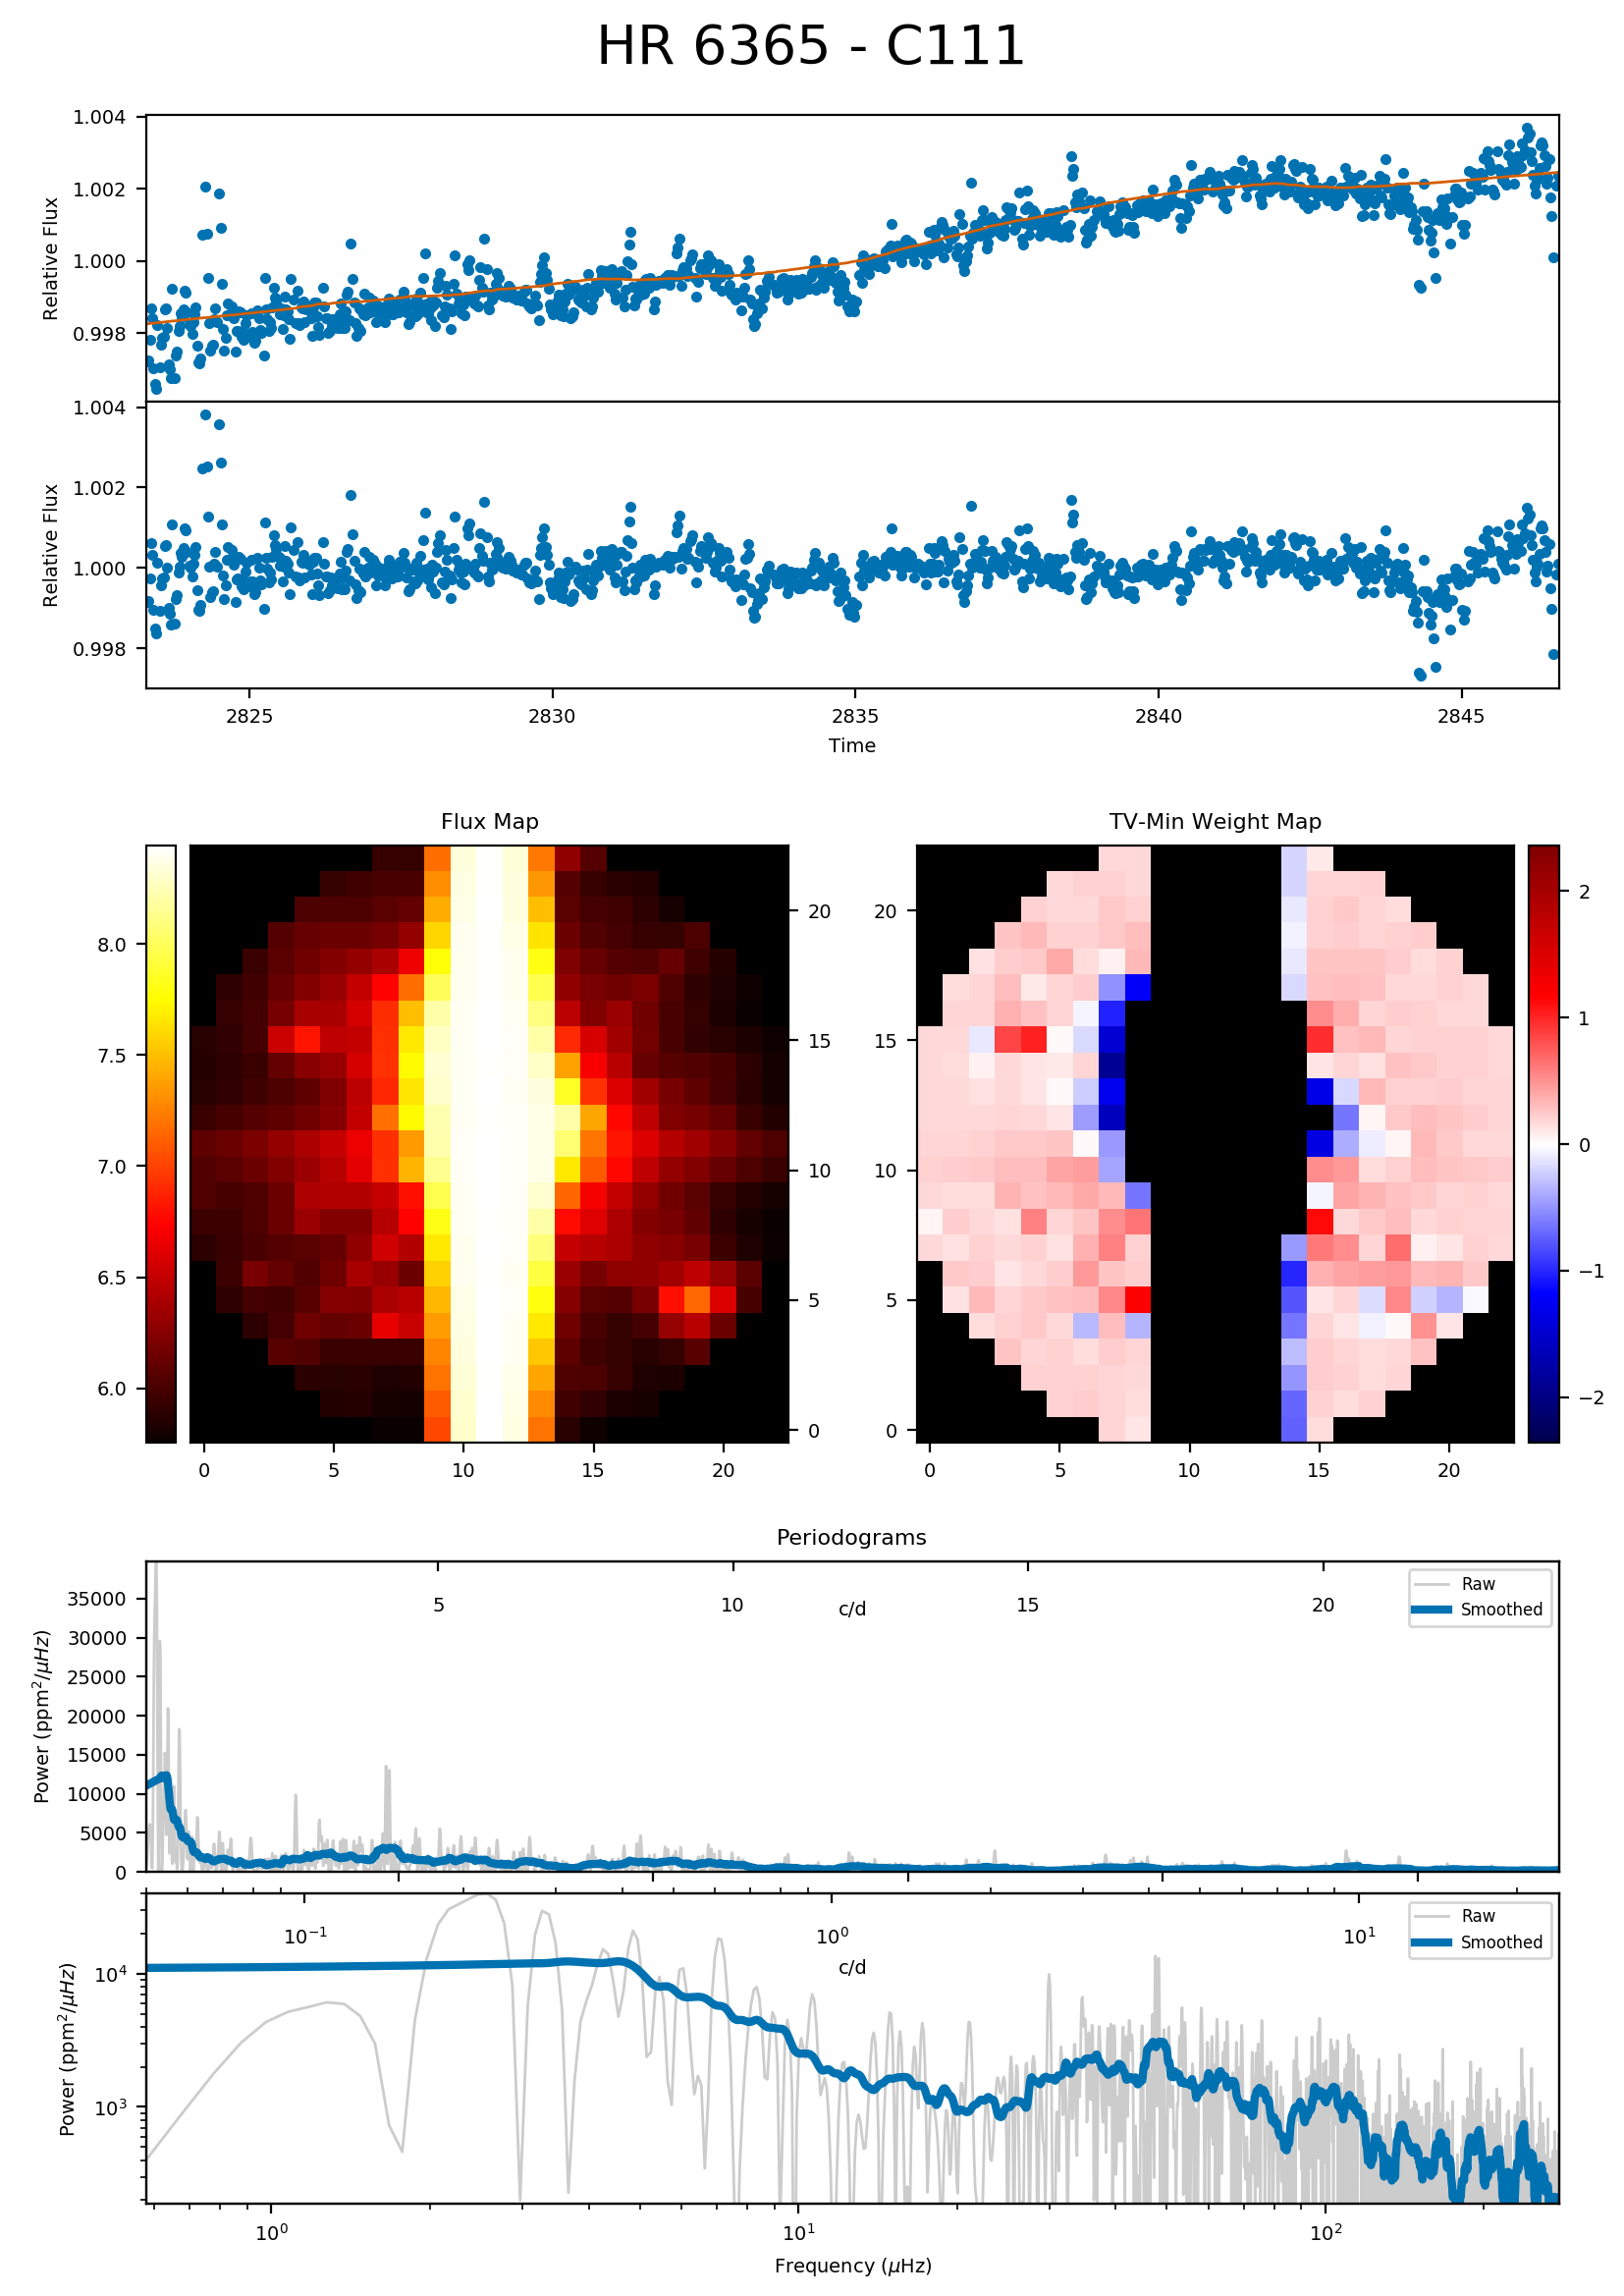 HR 6365 - C111
1.004
1.002
1.000
0.998
Relative Flux
1.004
1.002
1.000
0.998
Relative Flux
2825 2830 2835 2840 2845
Time
Flux Map
TV-Min Weight Map
8.0
7.5
7.0
6.5
6.0
20
15
10
5
0
0 5 10 15 20
20
15
10
5
0
0 5 10 15 20
2
1
0
−1
−2
Periodograms
35000
30000
25000
20000
15000
10000
5000
0
Power (ppm²/μHz)
5 10 15 20
c/d
Raw
Smoothed
10⁴
10³
Power (ppm²/μHz)
10⁻¹ 10⁰ 10¹
c/d
Raw
Smoothed
10⁰ 10¹ 10²
Frequency (μHz)